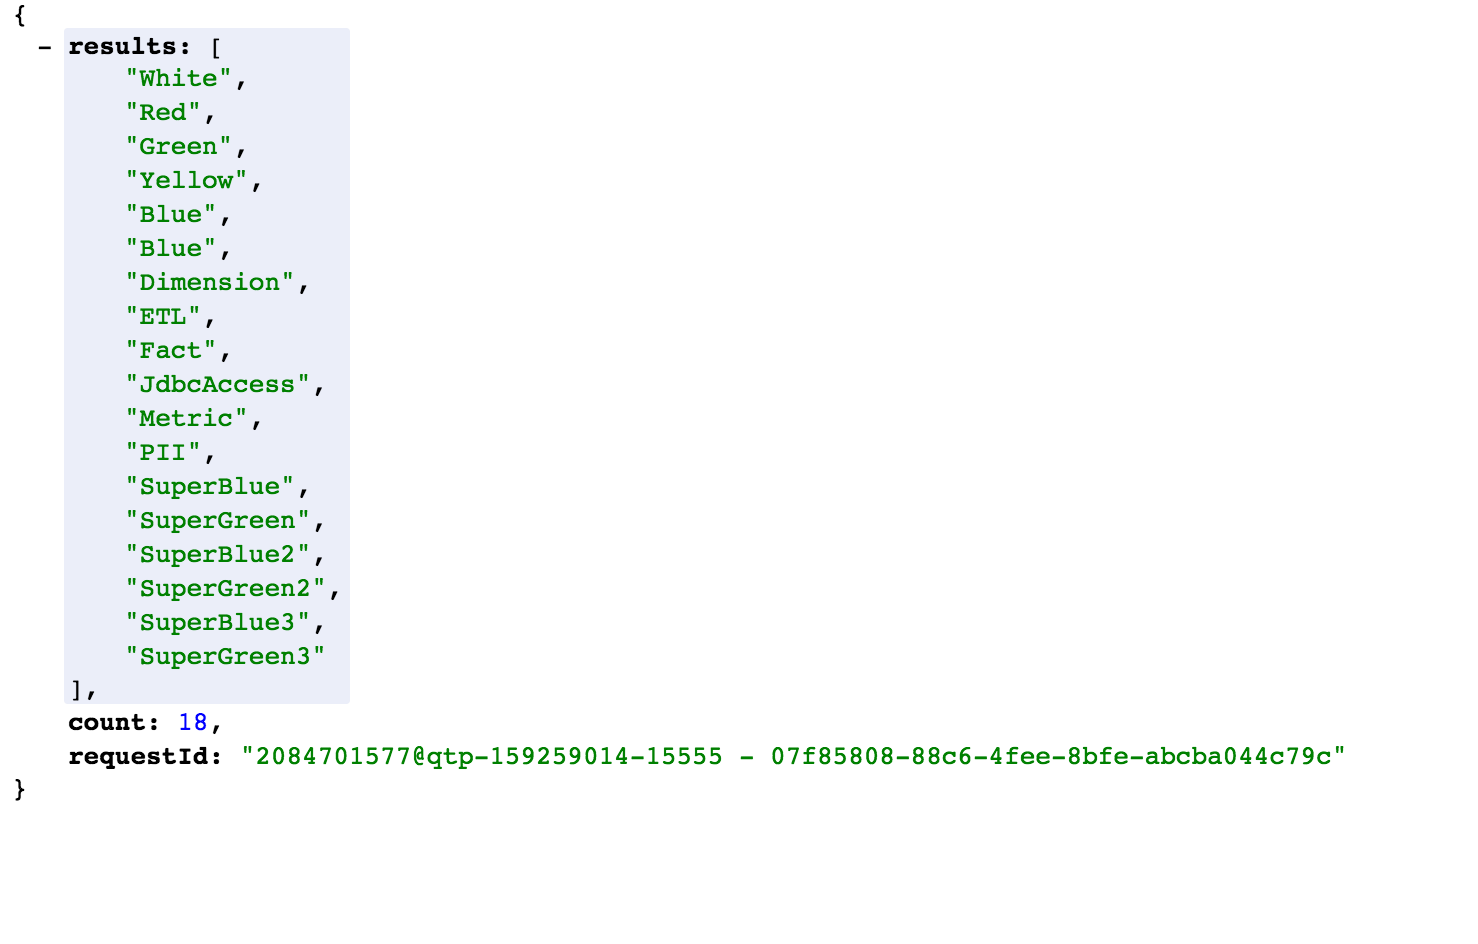 {
- results: [
"White",
"Red",
"Green",
"Yellow",
"Blue",
"Blue",
"Dimension",
"ETL",
"Fact",
"JdbcAccess",
"Metric",
"PII",
"SuperBlue",
"SuperGreen",
"SuperBlue2",
"SuperGreen2",
"SuperBlue3",
"SuperGreen3"
],
count: 18,
requestId: "2084701577@qtp-159259014-15555 - 07f85808-88c6-4fee-8bfe-abcba044c79c"
}